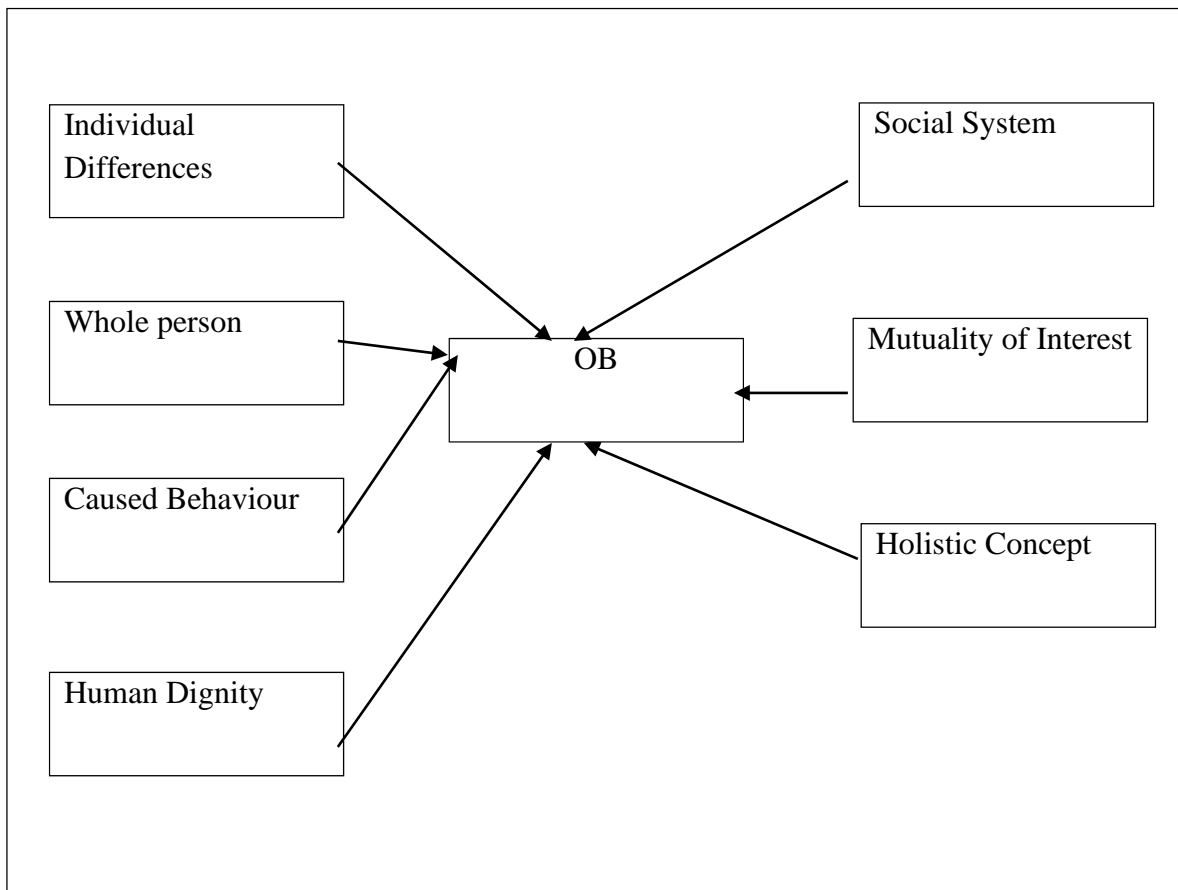 Individual
Differences
Social System
Whole person
Mutuality of Interest
OB
Caused Behaviour
Holistic Concept
Human Dignity